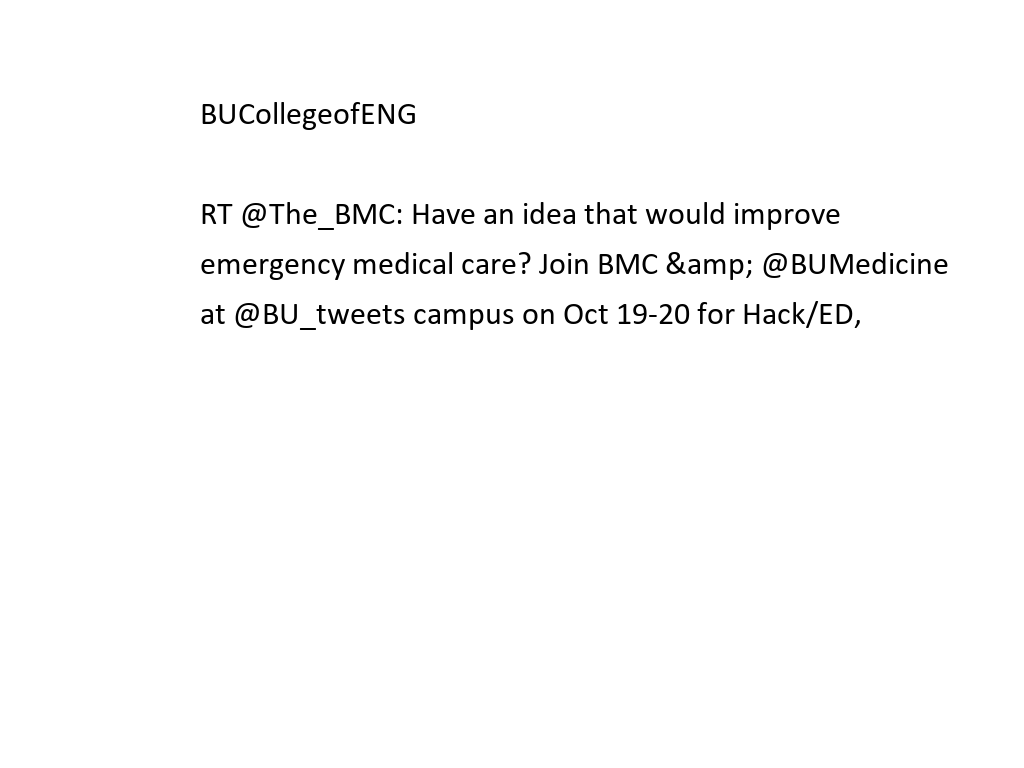 BUCollegeofENG
RT @The_BMC: Have an idea that would improve
emergency medical care? Join BMC &amp; @BUMedicine
at @BU_tweets campus on Oct 19-20 for Hack/ED,